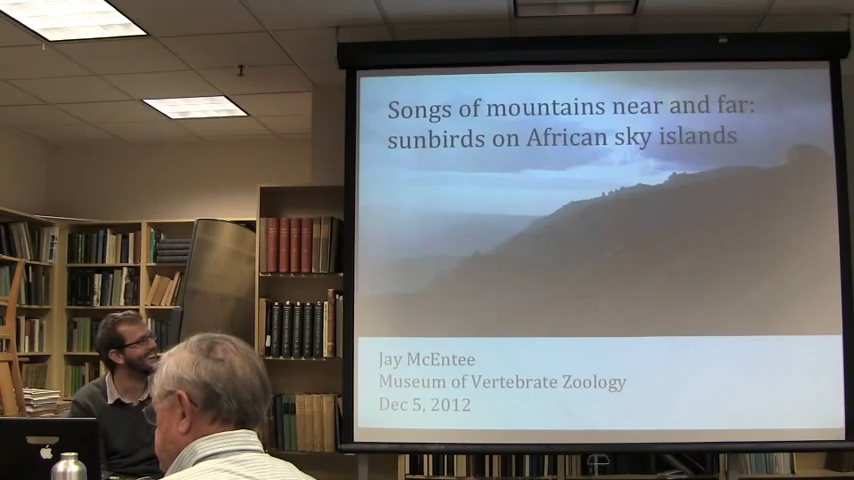 Songs of mountains near and far:
sunbirds on African sky islands
Jay McEntee
Museum of Vertebrate Zoology
Dec 5, 2012